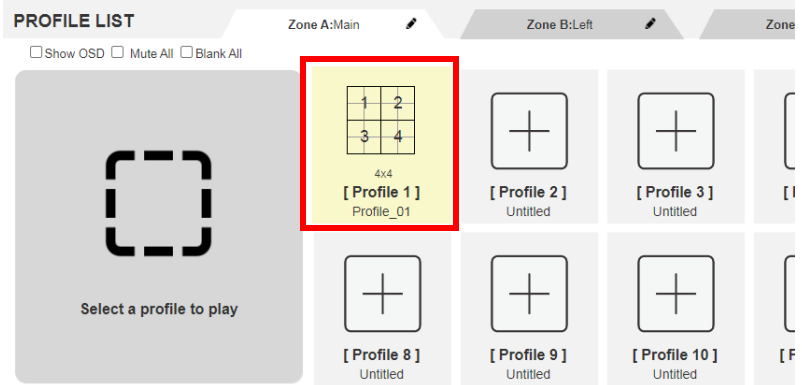 PROFILE LIST
Zone A:Main
Zone B:Left
Zone
Show OSD Mute All Blank All
1 2
3 4
4x4
[ Profile 1 ] [ Profile 2 ] [ Profile 3 ]
Profile_01 Untitled Untitled
Select a profile to play
[ Profile 8 ] [ Profile 9 ] [ Profile 10 ] [ F
Untitled Untitled Untitled